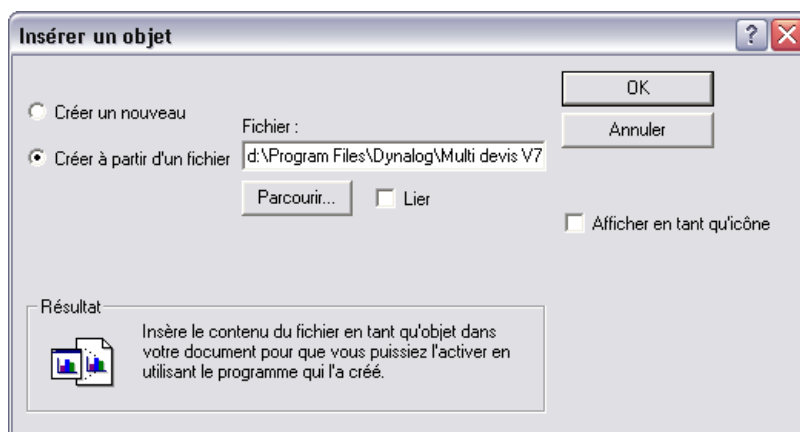 Insérer un objet
Créer un nouveau
Fichier :
Créer à partir d'un fichier
d:\Program Files\Dynalog\Multi devis V7
Parcourir...
Lier
OK
Annuler
Afficher en tant qu'icône
Résultat
Insère le contenu du fichier en tant qu'objet dans
votre document pour que vous puissiez l'activer en
utilisant le programme qui l'a créé.